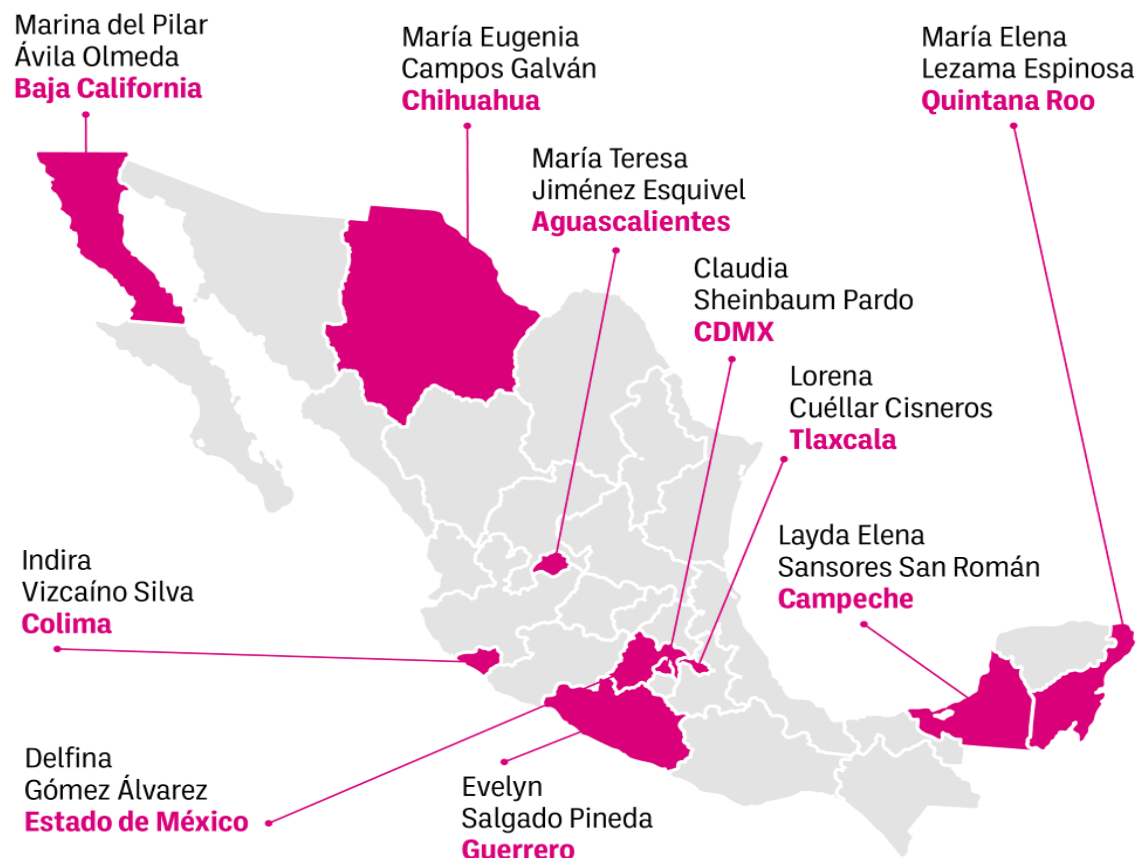 Marina del Pilar
Ávila Olmeda
Baja California
María Eugenia
Campos Galván
Chihuahua
María Elena
Lezama Espinosa
Quintana Roo
María Teresa
Jiménez Esquivel
Aguascalientes
Claudia
Sheinbaum Pardo
CDMX
Lorena
Cuéllar Cisneros
Tlaxcala
Layda Elena
Sansores San Román
Campeche
Indira
Vizcaíno Silva
Colima
Delfina
Gómez Álvarez
Estado de México
Evelyn
Salgado Pineda
Guerrero